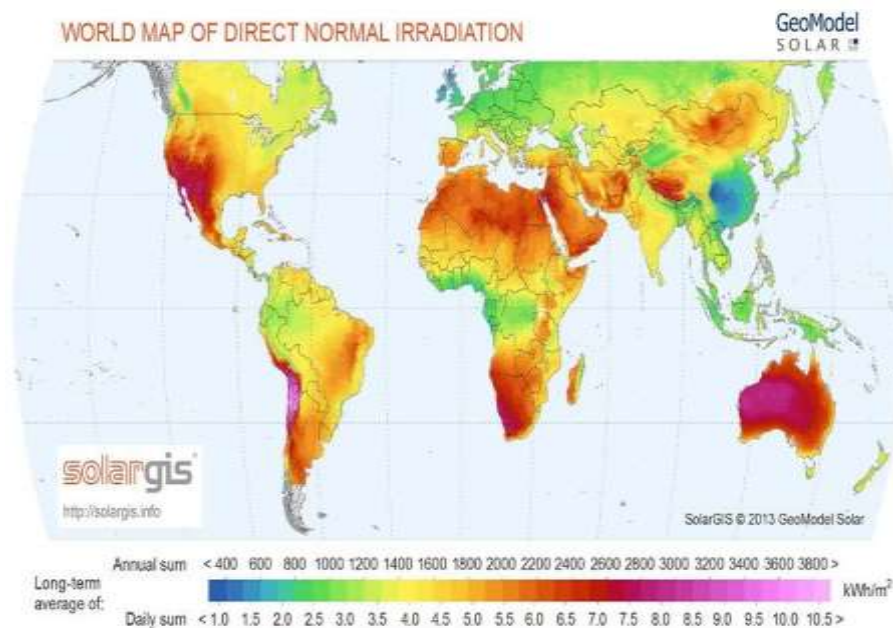 WORLD MAP OF DIRECT NORMAL IRRADIATION
GeoModel
SOLAR
solargis
http://solargis.info
SolarGIS © 2013 GeoModel Solar
Annual sum < 400 600 800 1000 1200 1400 1600 1800 2000 2200 2400 2600 2800 3000 3200 3400 3600 3800 >
Long-term average of: kWh/m²
Daily sum < 1.0 1.5 2.0 2.5 3.0 3.5 4.0 4.5 5.0 5.5 6.0 6.5 7.0 7.5 8.0 8.5 9.0 9.5 10.0 10.5 >